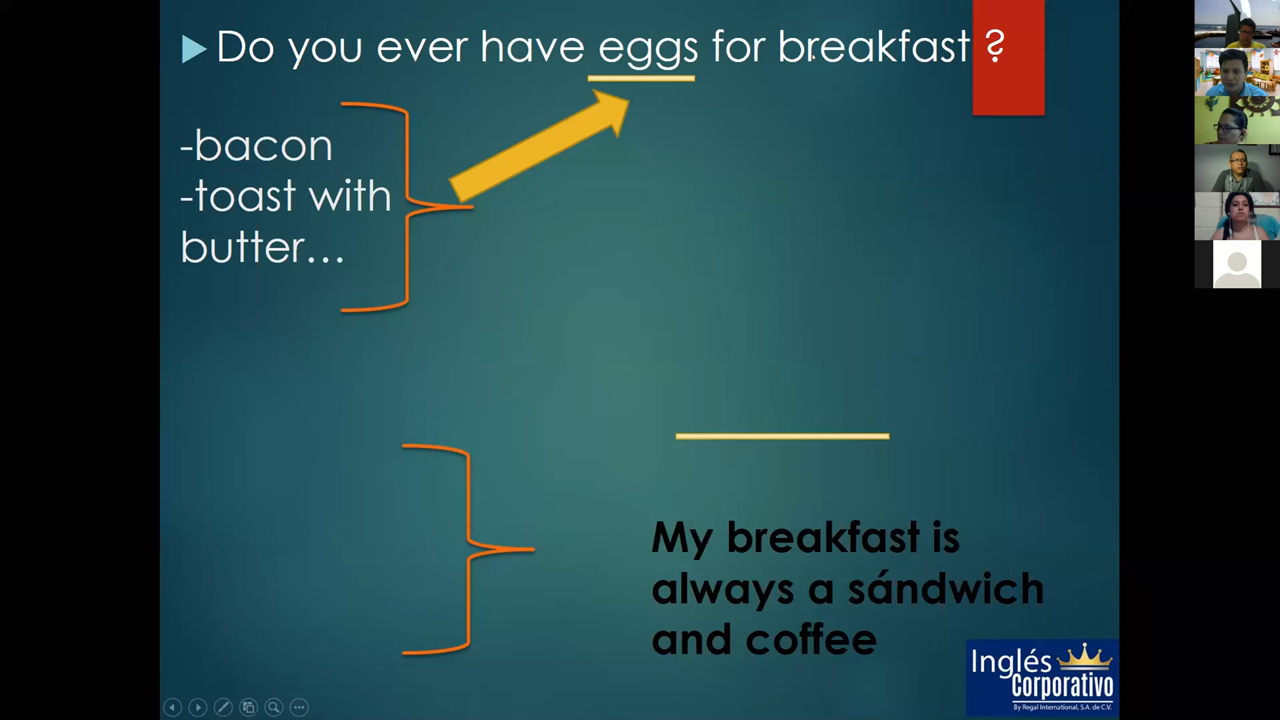 Do you ever have eggs for breakfast ?
-bacon
-toast with
butter…
My breakfast is
always a sándwich
and coffee
Inglés
Corporativo
By Regal International, S.A. de C.V.